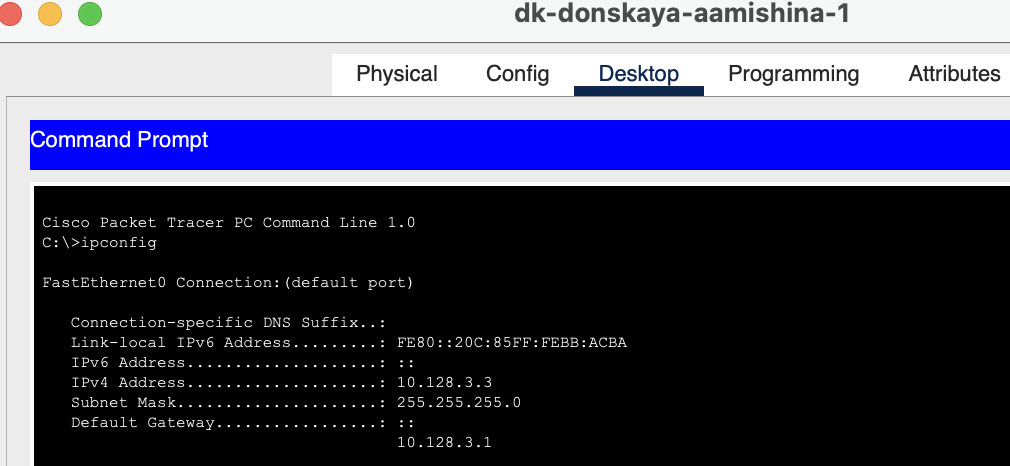 dk-donskaya-aamishina-1
Physical Config Desktop Programming Attributes
Command Prompt
Cisco Packet Tracer PC Command Line 1.0
C:\>ipconfig
FastEthernet0 Connection:(default port)
Connection-specific DNS Suffix..:
Link-local IPv6 Address.........: FE80::20C:85FF:FEBB:ACBA
IPv6 Address....................: ::
IPv4 Address....................: 10.128.3.3
Subnet Mask.....................: 255.255.255.0
Default Gateway.................: ::
10.128.3.1